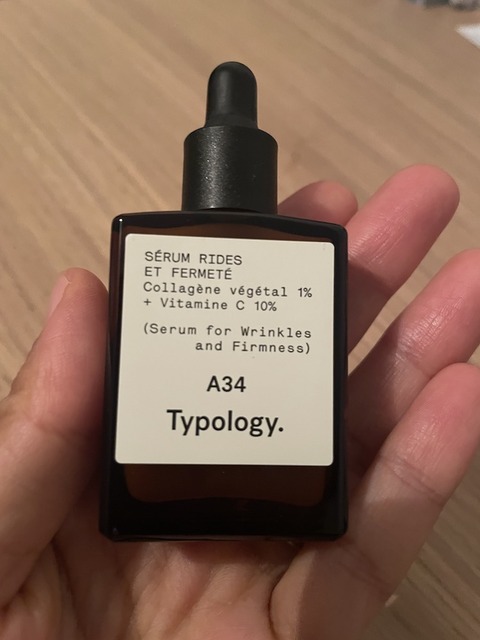 SÉRUM RIDES
ET FERMETÉ
Collagène végétal 1%
+ Vitamine C 10%
(Serum for Wrinkles
and Firmness)
A34
Typology.